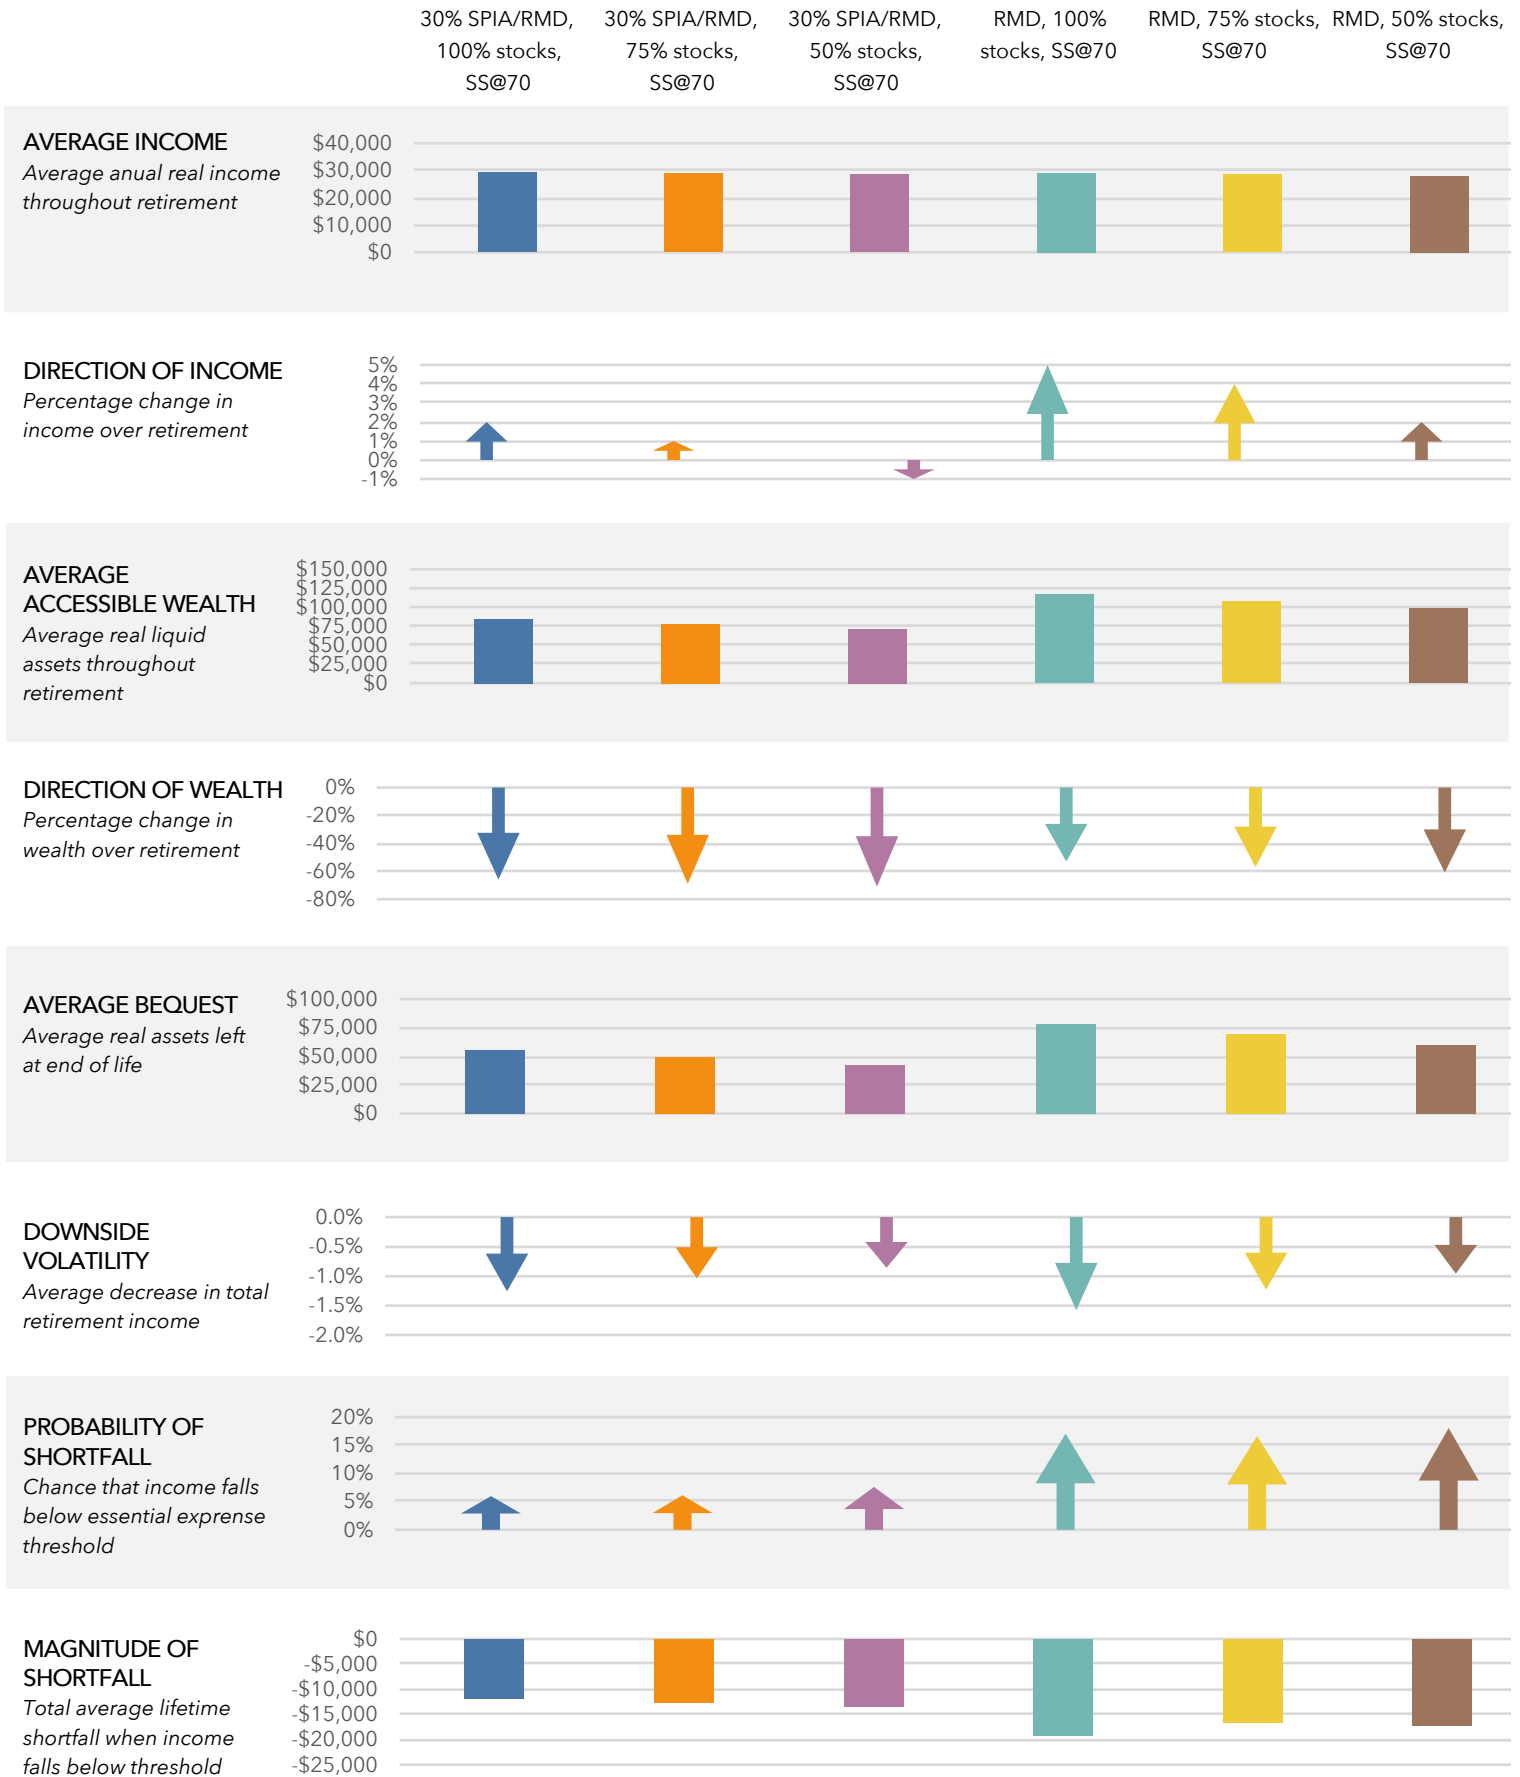 30% SPIA/RMD,
100% stocks,
SS@70
30% SPIA/RMD,
75% stocks,
SS@70
30% SPIA/RMD,
50% stocks,
SS@70
RMD, 100%
stocks, SS@70
RMD, 75% stocks,
SS@70
RMD, 50% stocks,
SS@70
AVERAGE INCOME
Average anual real income
throughout retirement
$40,000
$30,000
$20,000
$10,000
$0
DIRECTION OF INCOME
Percentage change in
income over retirement
5%
4%
3%
2%
1%
0%
-1%
AVERAGE
ACCESSIBLE WEALTH
Average real liquid
assets throughout
retirement
$150,000
$125,000
$100,000
$75,000
$50,000
$25,000
$0
DIRECTION OF WEALTH
Percentage change in
wealth over retirement
0%
-20%
-40%
-60%
-80%
AVERAGE BEQUEST
Average real assets left
at end of life
$100,000
$75,000
$50,000
$25,000
$0
DOWNSIDE
VOLATILITY
Average decrease in total
retirement income
0.0%
-0.5%
-1.0%
-1.5%
-2.0%
PROBABILITY OF
SHORTFALL
Chance that income falls
below essential exprense
threshold
20%
15%
10%
5%
0%
MAGNITUDE OF
SHORTFALL
Total average lifetime
shortfall when income
falls below threshold
$0
-$5,000
-$10,000
-$15,000
-$20,000
-$25,000